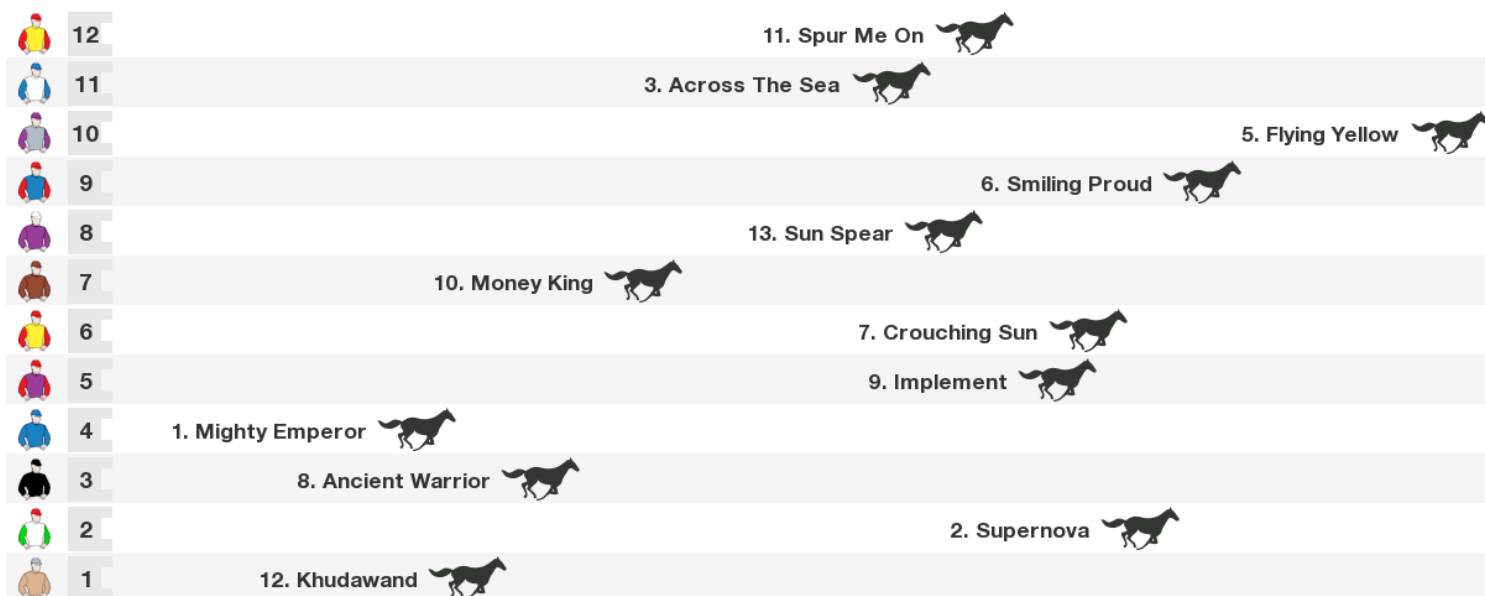 12 11. Spur Me On
11 3. Across The Sea
10 5. Flying Yellow
9 6. Smiling Proud
8 13. Sun Spear
7 10. Money King
6 7. Crouching Sun
5 9. Implement
4 1. Mighty Emperor
3 8. Ancient Warrior
2 2. Supernova
1 12. Khudawand